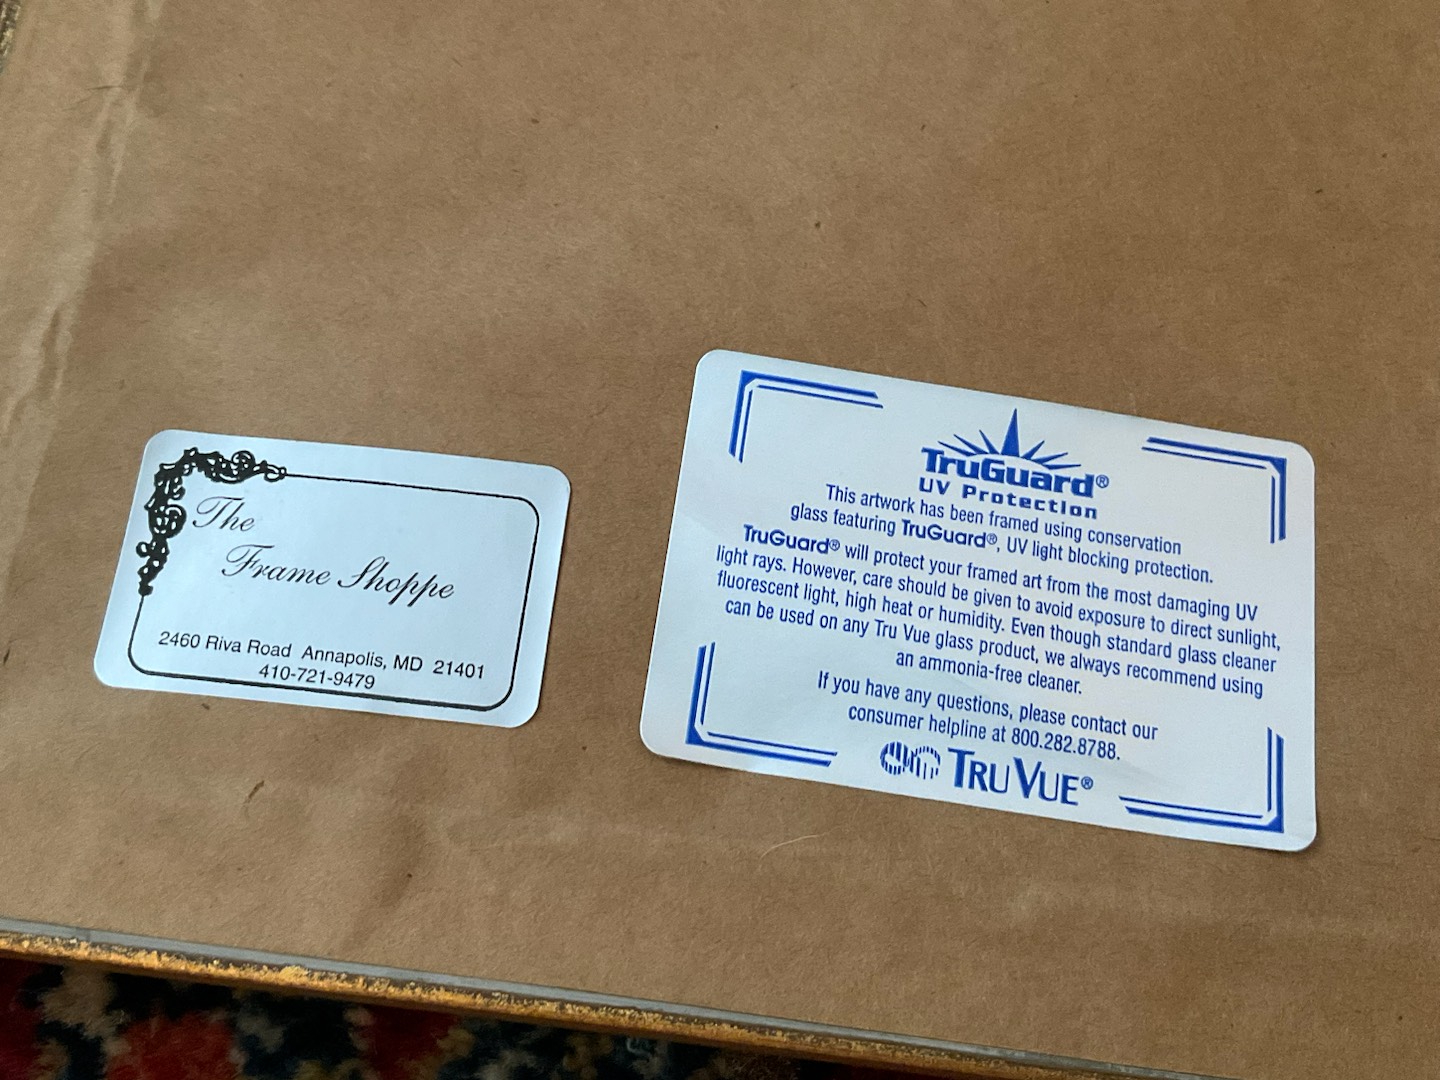 The
Frame Shoppe
2460 Riva Road Annapolis, MD 21401
410-721-9479
TruGuard®
UV Protection
This artwork has been framed using conservation
glass featuring TruGuard®, UV light blocking protection.
TruGuard® will protect your framed art from the most damaging UV
light rays. However, care should be given to avoid exposure to direct sunlight,
fluorescent light, high heat or humidity. Even though standard glass cleaner
can be used on any Tru Vue glass product, we always recommend using
an ammonia-free cleaner.
If you have any questions, please contact our
consumer helpline at 800.282.8788.
TRU VUE®